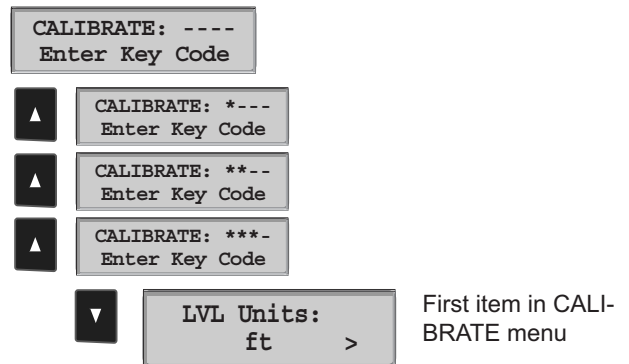 CALIBRATE: ----
Enter Key Code
CALIBRATE: *---
Enter Key Code
CALIBRATE: **--
Enter Key Code
CALIBRATE: ***-
Enter Key Code
LVL Units:
ft >
First item in CALI-
BRATE menu